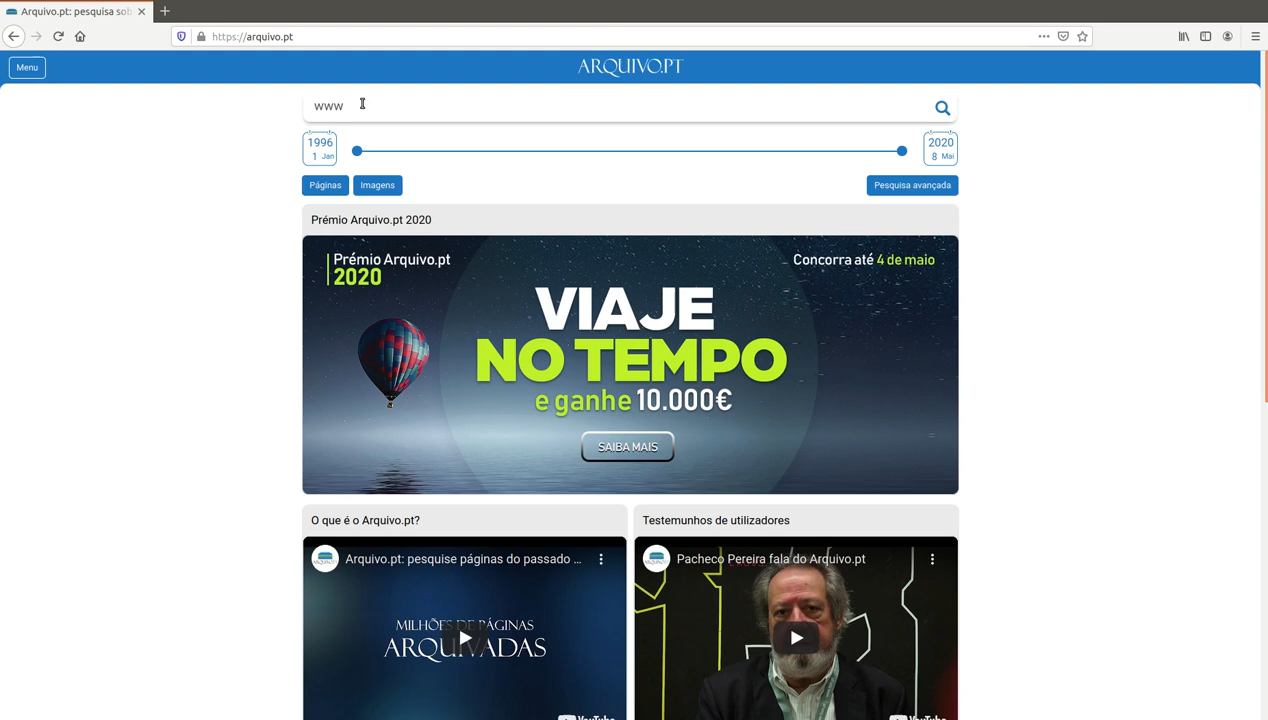 Arquivo.pt: pesquisa sob
https://arquivo.pt
Menu
ARQUIVO.PT
www
1996
1 Jan
2020
8 Mai
Páginas
Imagens
Pesquisa avançada
Prémio Arquivo.pt 2020
Prémio Arquivo.pt
2020
Concorra até 4 de maio
VIAJE
NO TEMPO
e ganhe 10.000€
SAIBA MAIS
O que é o Arquivo.pt?
Testemunhos de utilizadores
Arquivo.pt: pesquise páginas do passado ...
Pacheco Pereira fala do Arquivo.pt
MILHÕES DE PÁGINAS
ARQUIVADAS
YouTube
YouTube